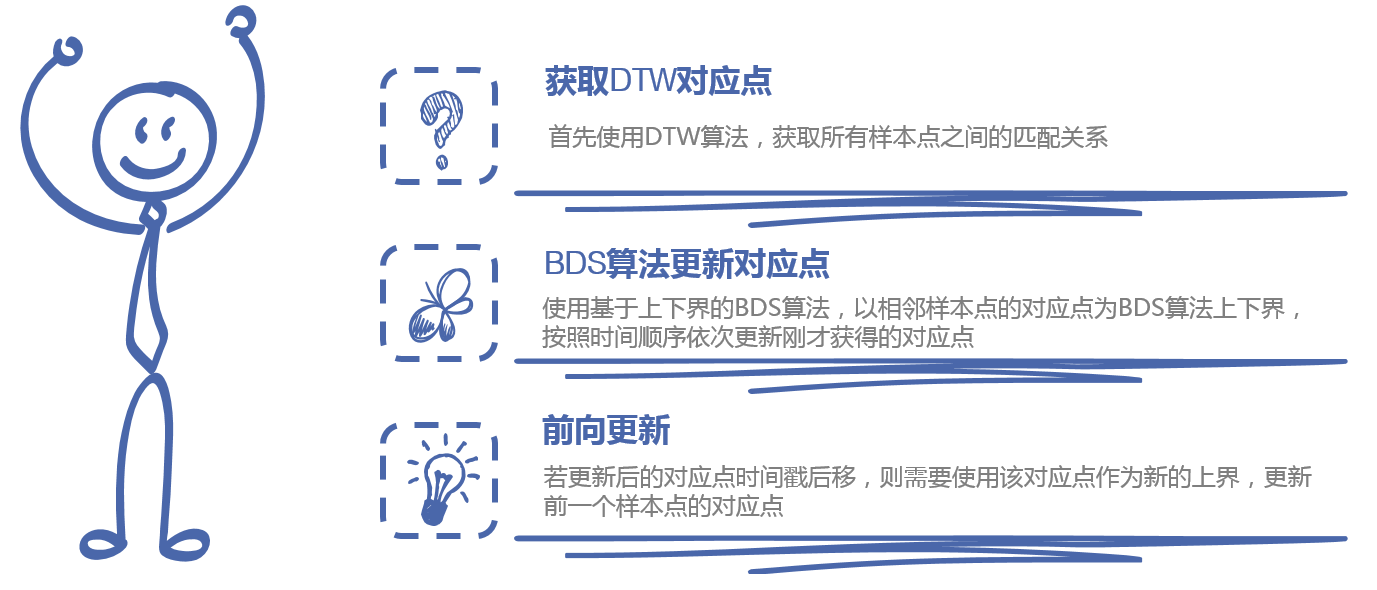 获取DTW对应点
首先使用DTW算法，获取所有样本点之间的匹配关系
BDS算法更新对应点
使用基于上下界的BDS算法，以相邻样本点的对应点为BDS算法上下界，
按照时间顺序依次更新刚才获得的对应点
前向更新
若更新后的对应点时间戳后移，则需要使用该对应点作为新的上界，更新
前一个样本点的对应点